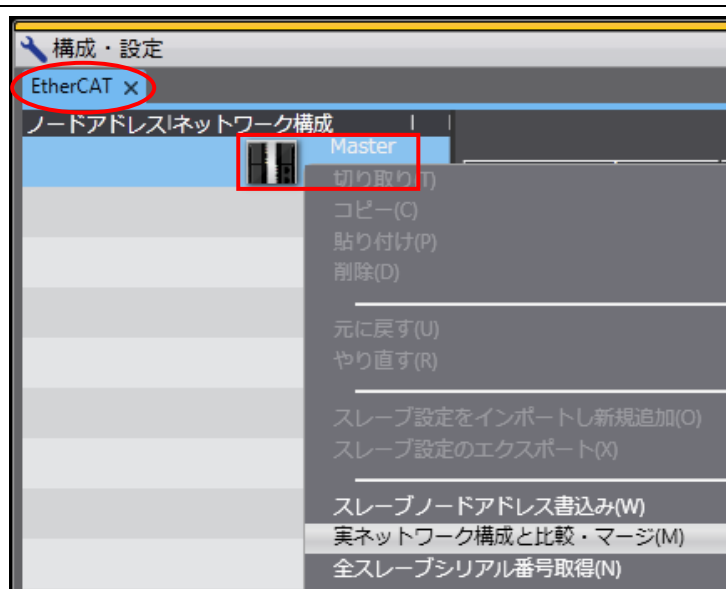 構成・設定
EtherCAT ×
ノードアドレス|ネットワーク構成
Master
切り取り(T)
コピー(C)
貼り付け(P)
削除(D)
元に戻す(U)
やり直す(R)
スレーブ設定をインポートし新規追加(O)
スレーブ設定のエクスポート(X)
スレーブノードアドレス書込み(W)
実ネットワーク構成と比較・マージ(M)
全スレーブシリアル番号取得(N)